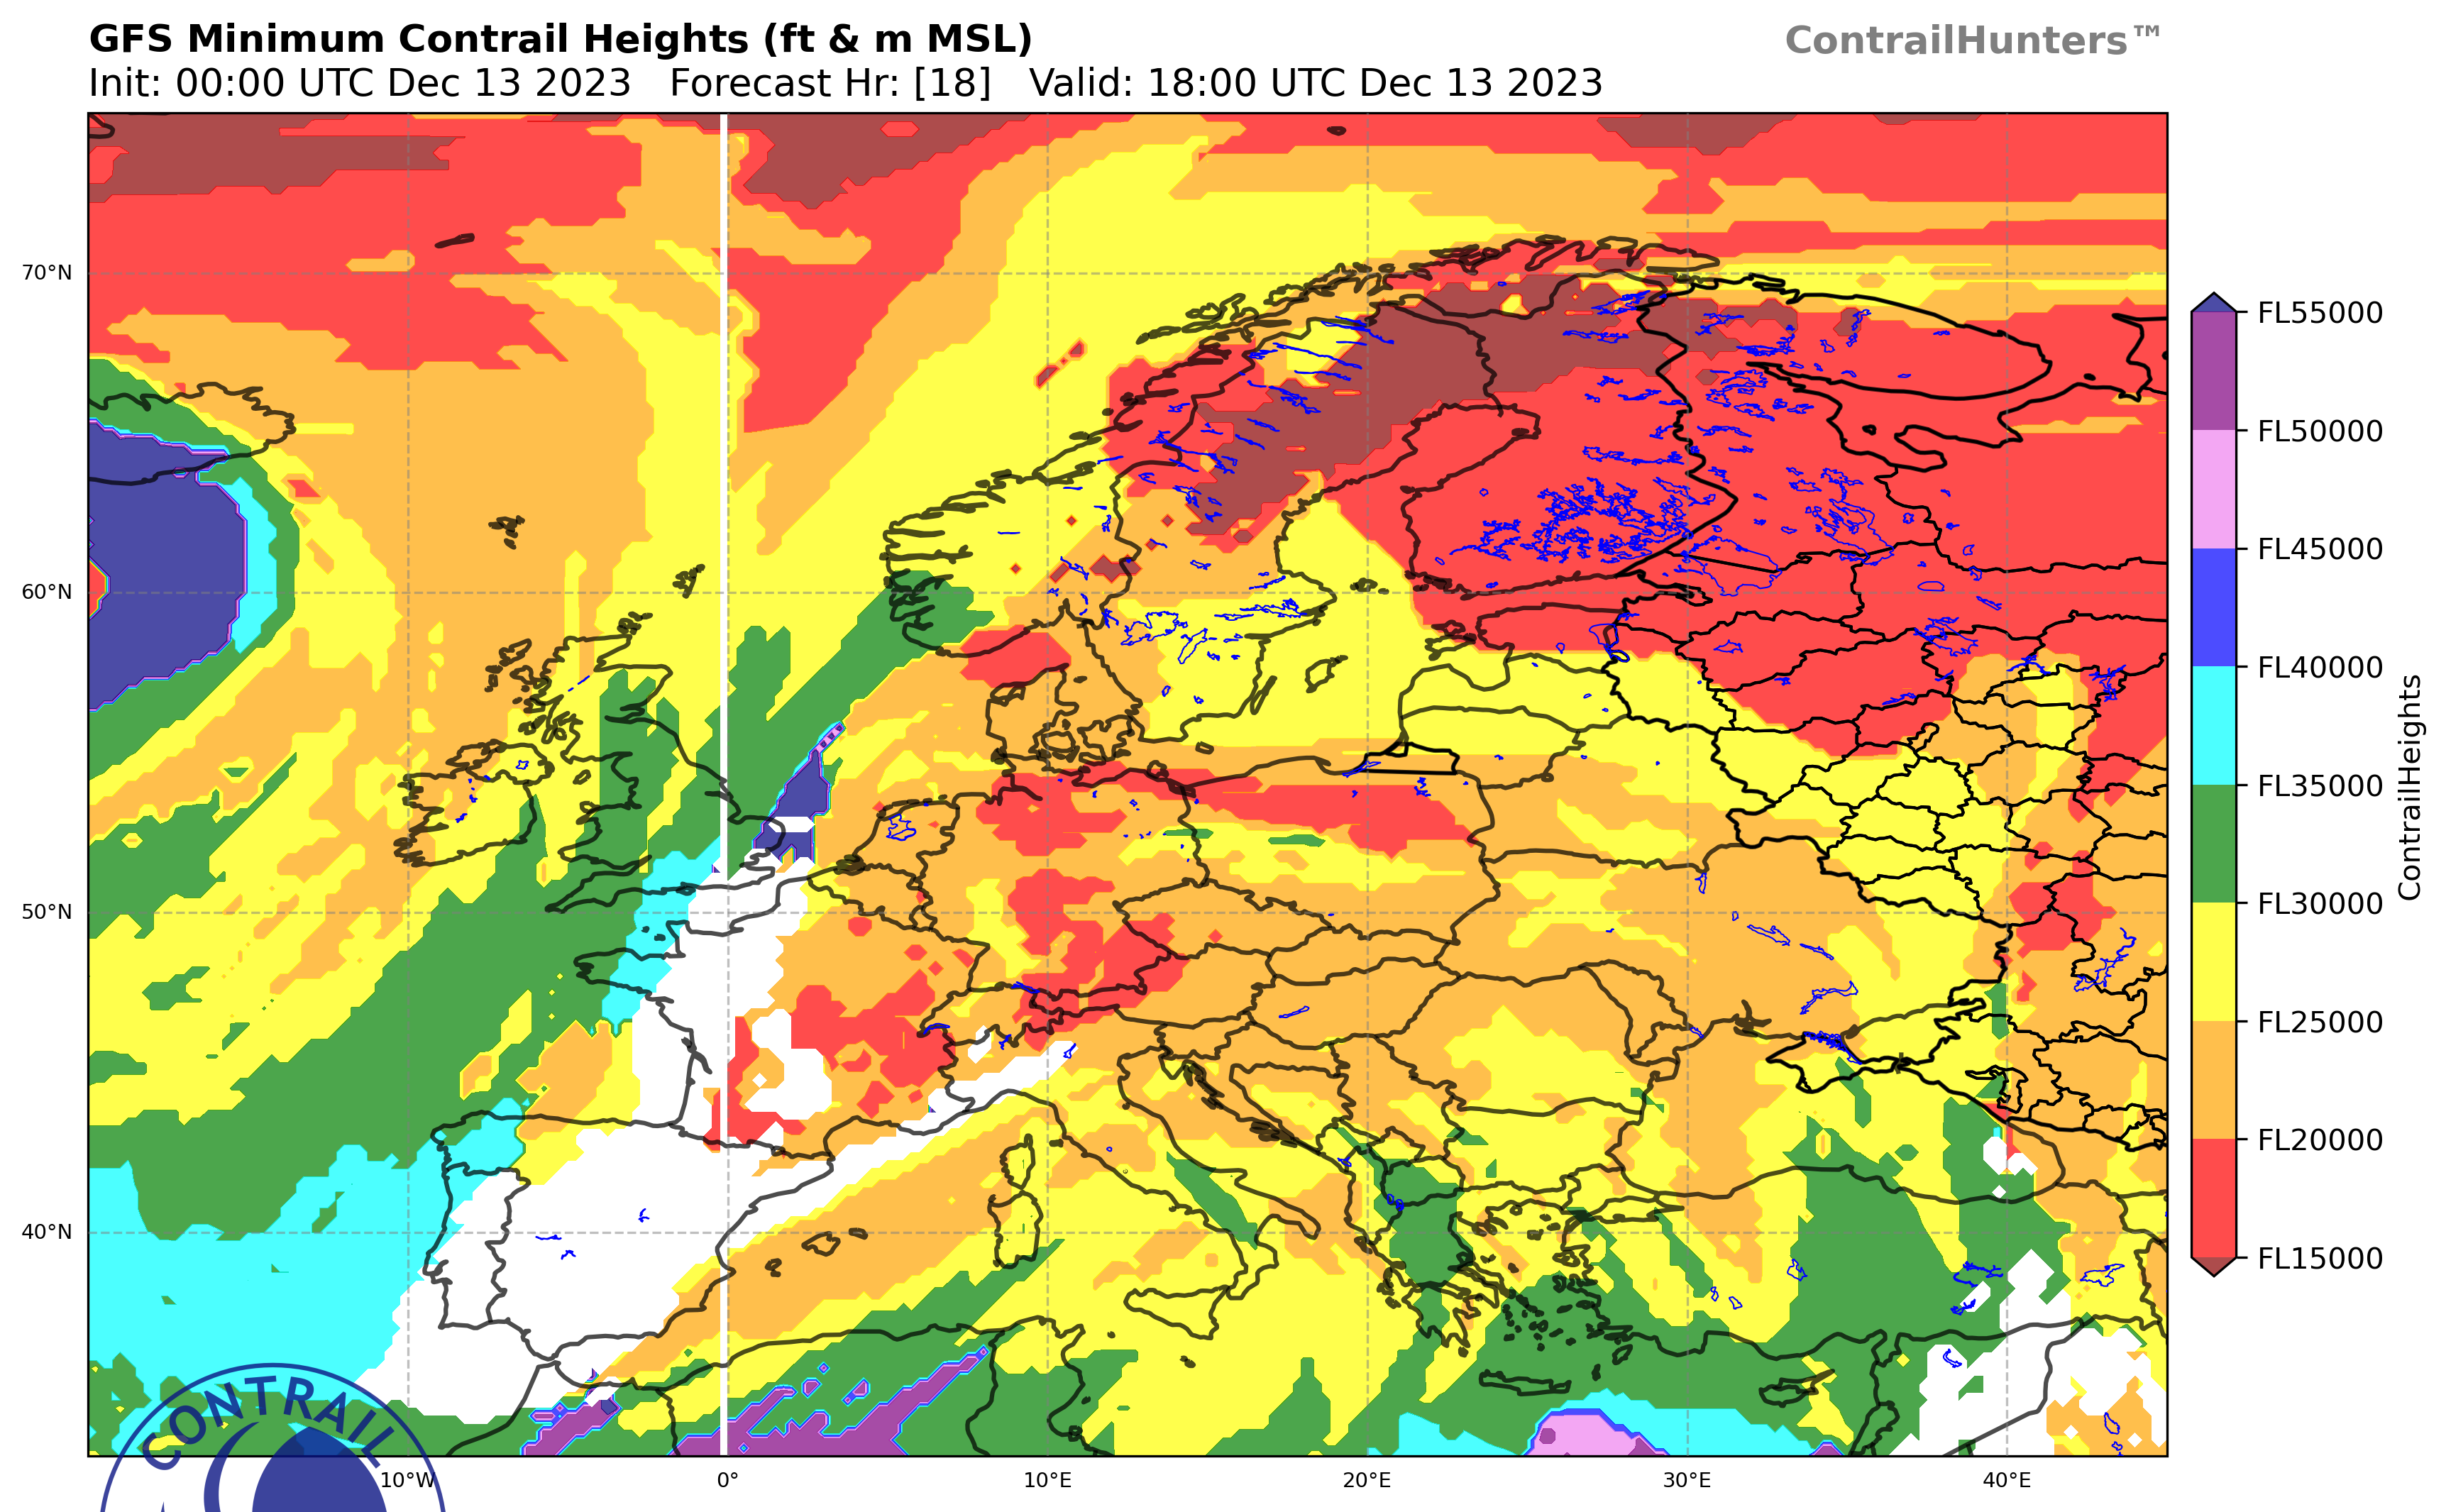 GFS Minimum Contrail Heights (ft & m MSL)
ContrailHunters™
Init: 00:00 UTC Dec 13 2023 Forecast Hr: [18] Valid: 18:00 UTC Dec 13 2023
70°N
60°N
50°N
40°N
10°W
0°
10°E
20°E
30°E
40°E
FL55000
FL50000
FL45000
FL40000
FL35000
FL30000
FL25000
FL20000
FL15000
ContrailHeights
CONTRAIL